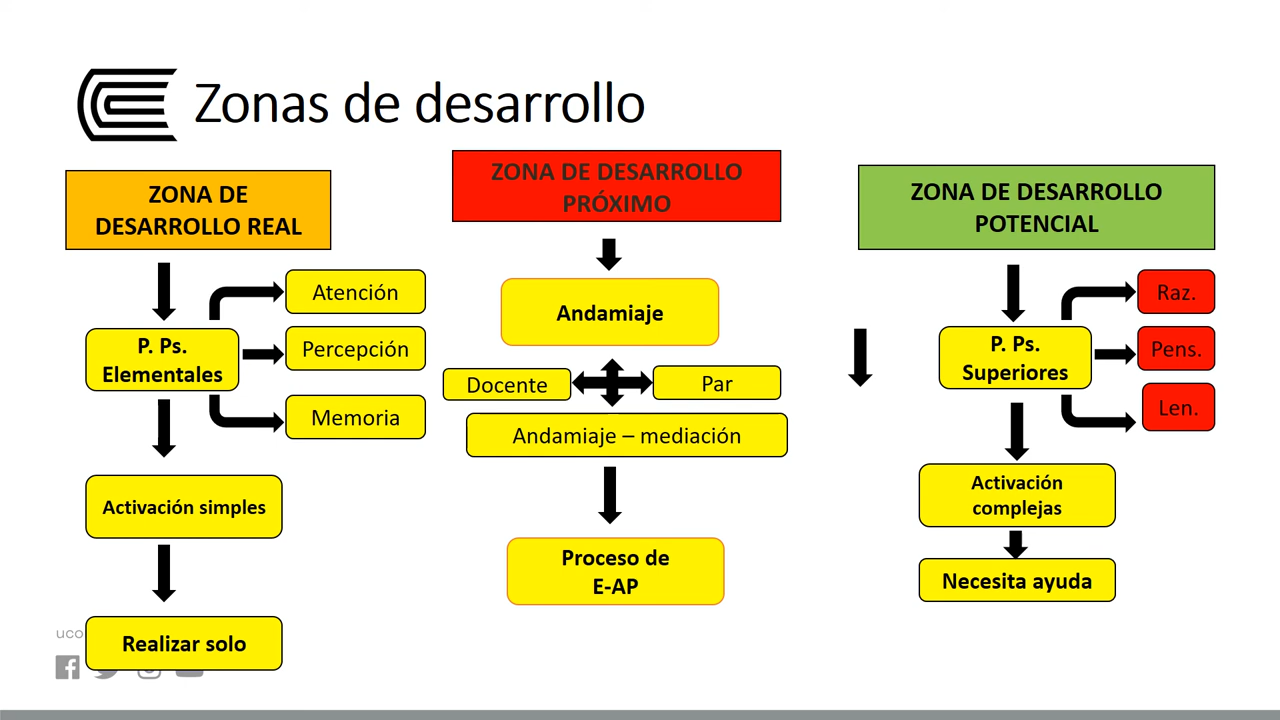 Zonas de desarrollo
ZONA DE
DESARROLLO REAL
P. Ps.
Elementales
Atención
Percepción
Memoria
Activación simples
Realizar solo
ZONA DE DESARROLLO
PRÓXIMO
Andamiaje
Docente
Par
Andamiaje – mediación
Proceso de
E-AP
ZONA DE DESARROLLO
POTENCIAL
P. Ps.
Superiores
Raz.
Pens.
Len.
Activación
complejas
Necesita ayuda
uco